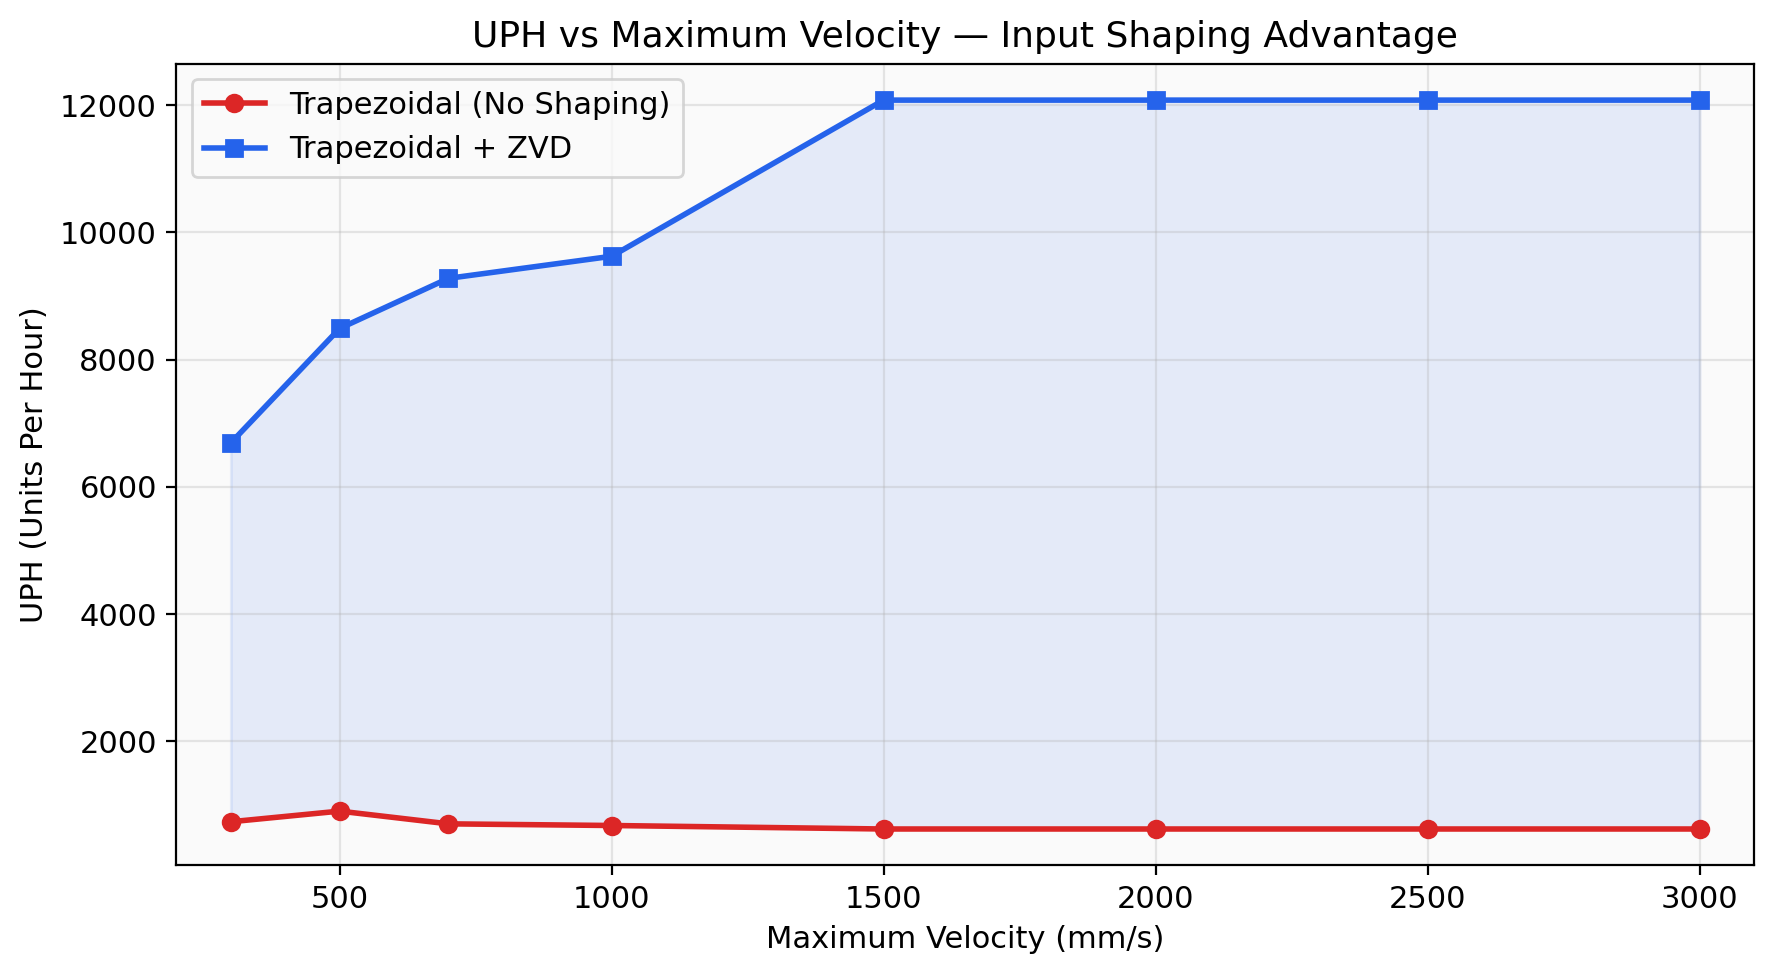 UPH vs Maximum Velocity — Input Shaping Advantage
Trapezoidal (No Shaping)
Trapezoidal + ZVD
UPH (Units Per Hour)
12000
10000
8000
6000
4000
2000
500 1000 1500 2000 2500 3000
Maximum Velocity (mm/s)